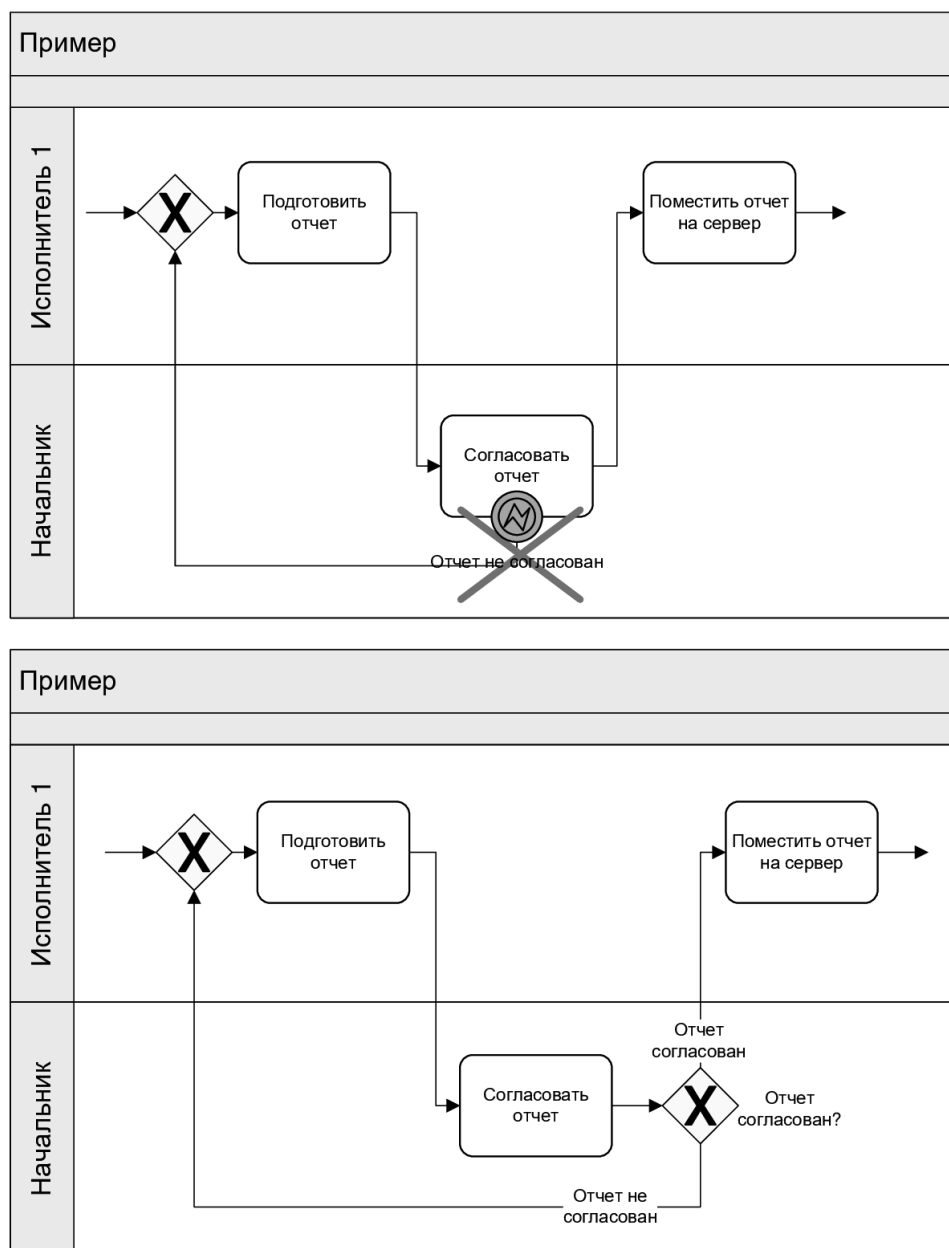 Пример
Исполнитель 1
Подготовить
отчет
Поместить отчет
на сервер
Начальник
Согласовать
отчет
Отчет не согласован
Пример
Исполнитель 1
Подготовить
отчет
Поместить отчет
на сервер
Начальник
Отчет
согласован
Согласовать
отчет
Отчет
согласован?
Отчет не
согласован